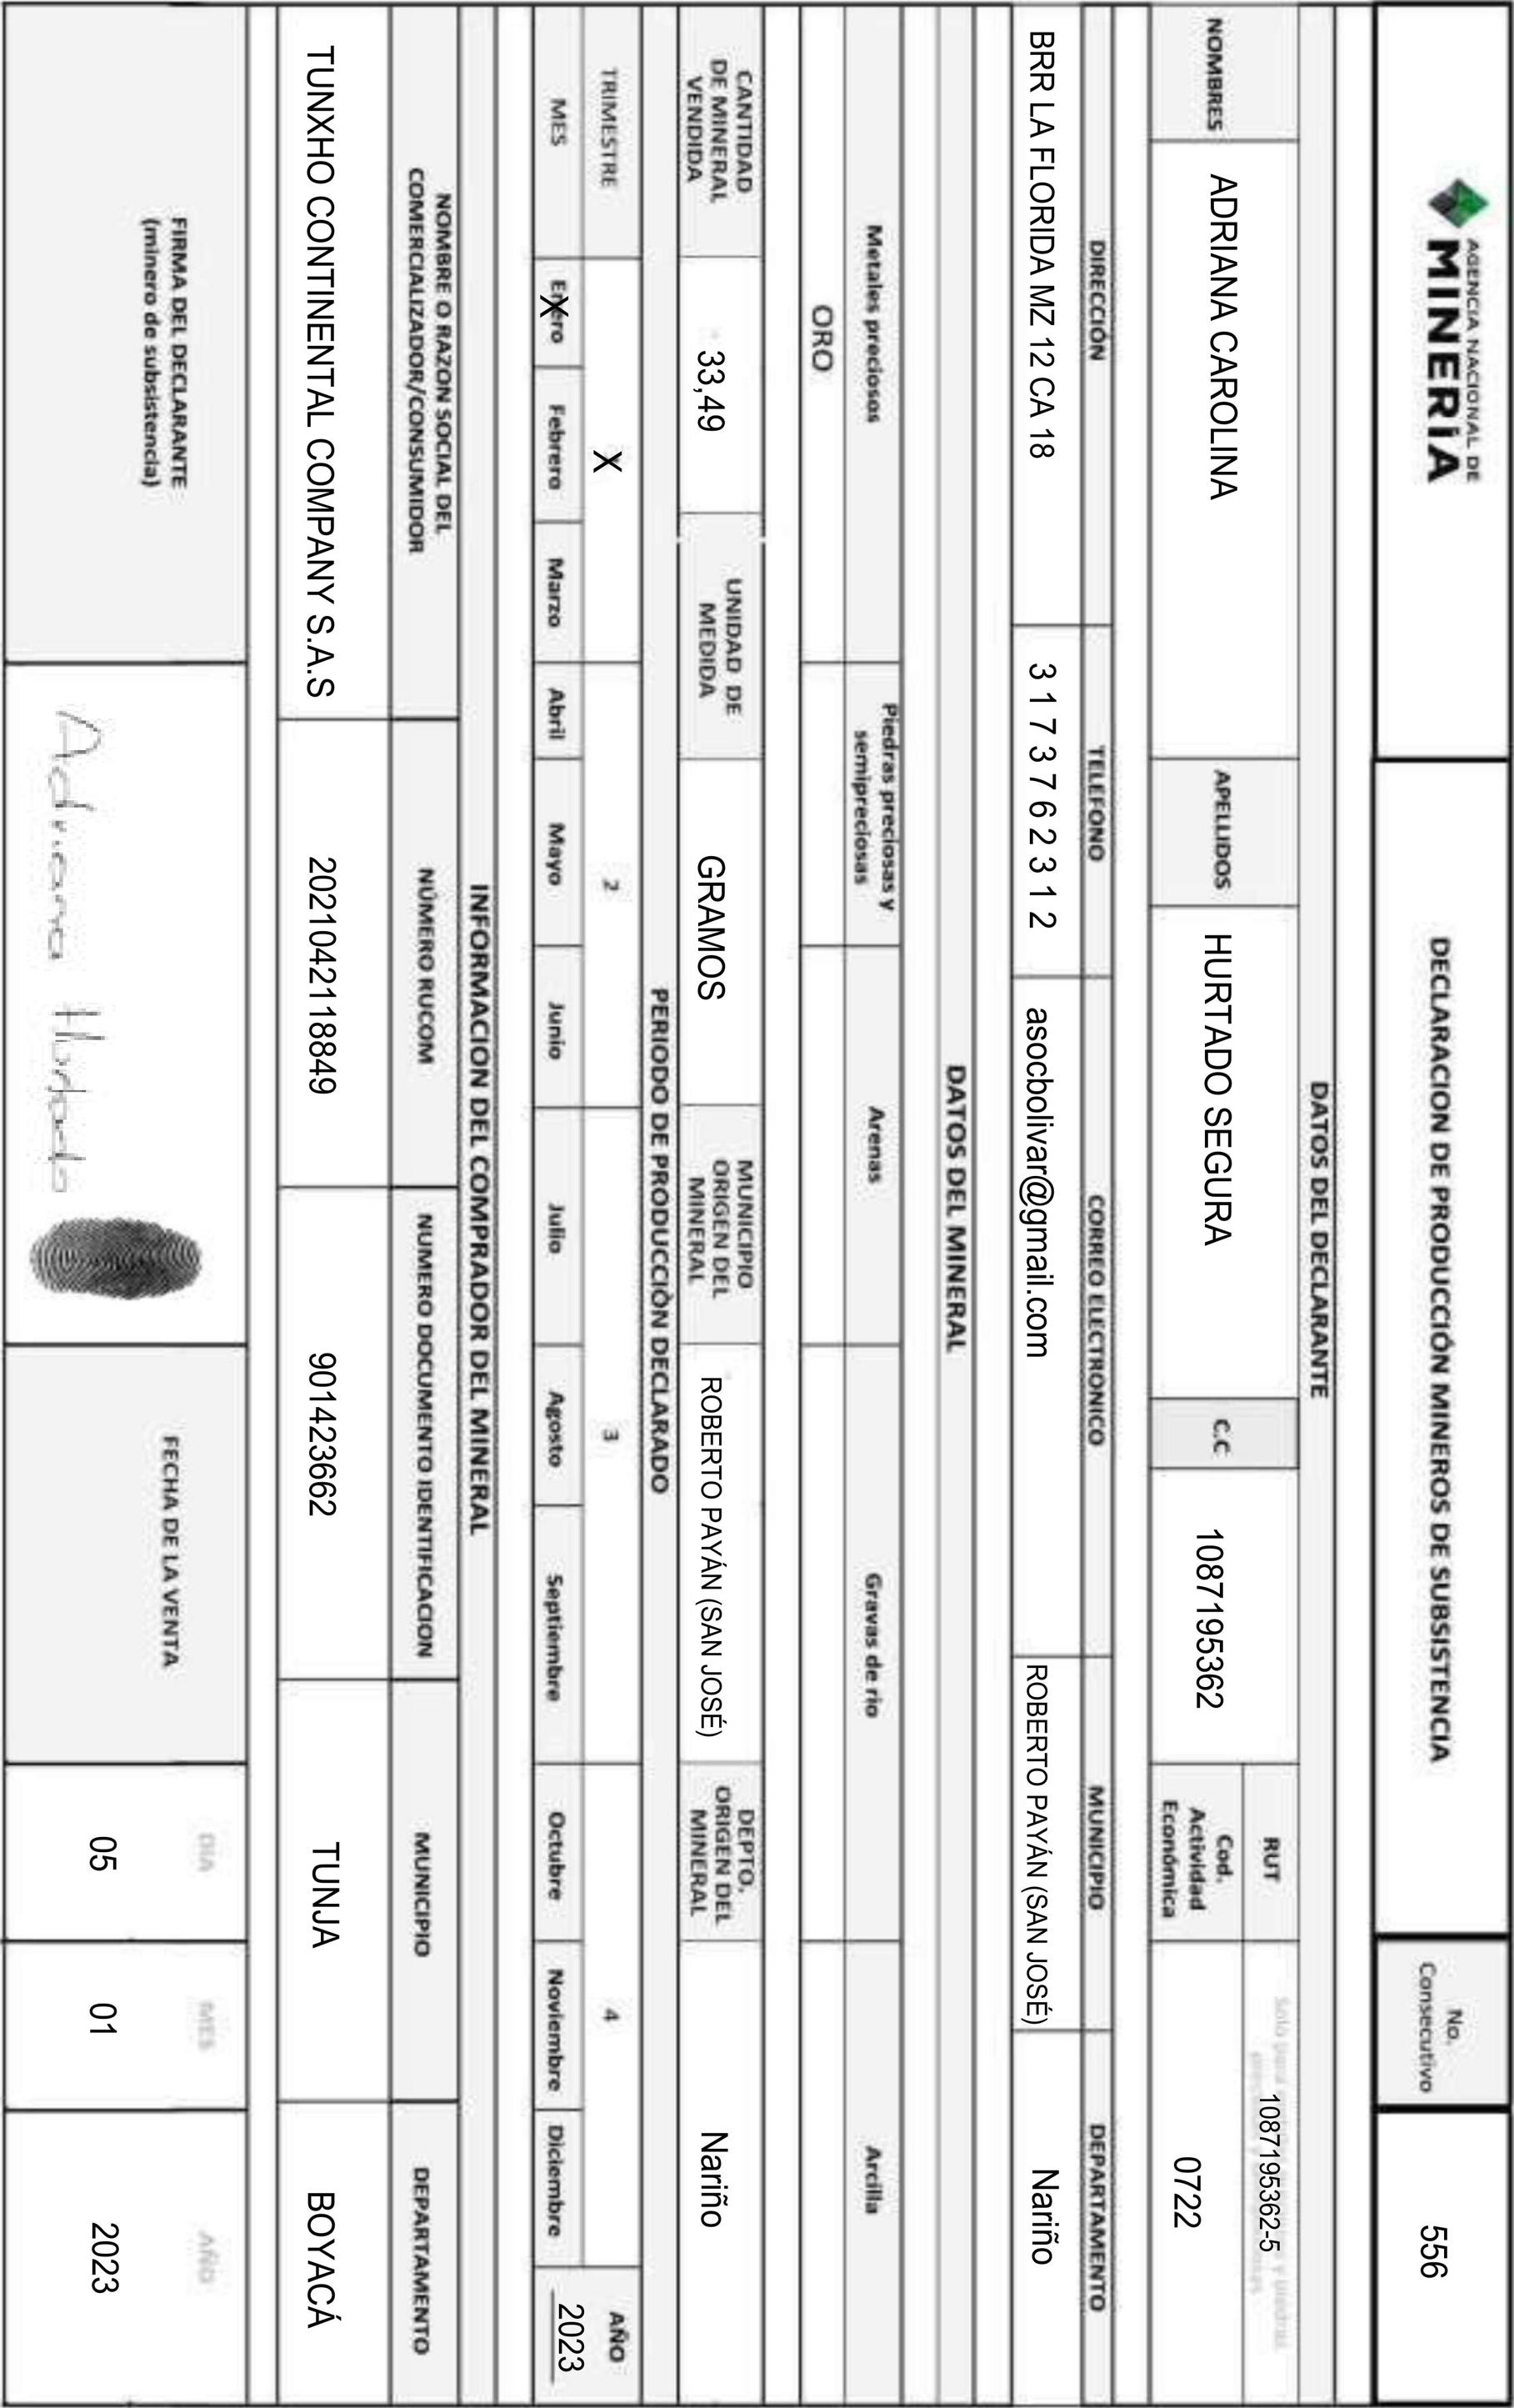 AGENCIA NACIONAL DE
MINERÍA
DECLARACION DE PRODUCCIÓN MINEROS DE SUBSISTENCIA
No.
Consecutivo
556
DATOS DEL DECLARANTE
NOMBRES
ADRIANA CAROLINA
APELLIDOS
HURTADO SEGURA
C.C
1087195362
RUT
1087195362-5
Cod.
Actividad
Económica
0722
DIRECCIÓN
TELEFONO
CORREO ELECTRONICO
MUNICIPIO
DEPARTAMENTO
BRR LA FLORIDA MZ 12 CA 18
3 1 7 3 7 6 2 3 1 2
asocbolivar@gmail.com
ROBERTO PAYÁN (SAN JOSÉ)
Nariño
DATOS DEL MINERAL
Metales preciosos
Piedras preciosas y
semipreciosas
Arenas
Gravas de rio
Arcilla
ORO
CANTIDAD
DE MINERAL
VENDIDA
33,49
UNIDAD DE
MEDIDA
GRAMOS
MUNICIPIO
ORIGEN DEL
MINERAL
ROBERTO PAYÁN (SAN JOSÉ)
DEPTO.
ORIGEN DEL
MINERAL
Nariño
PERIODO DE PRODUCCIÓN DECLARADO
TRIMESTRE
X
2
3
4
AÑO
MES
Enero
X
Febrero
Marzo
Abril
Mayo
Junio
Julio
Agosto
Septiembre
Octubre
Noviembre
Diciembre
2023
INFORMACION DEL COMPRADOR DEL MINERAL
NOMBRE O RAZON SOCIAL DEL
COMERCIALIZADOR/CONSUMIDOR
NÚMERO RUCOM
NUMERO DOCUMENTO IDENTIFICACION
MUNICIPIO
DEPARTAMENTO
TUNXHO CONTINENTAL COMPANY S.A.S
2021042118849
901423662
TUNJA
BOYACÁ
FIRMA DEL DECLARANTE
(minero de subsistencia)
Adriana Hurtado
FECHA DE LA VENTA
DIA
MES
AÑO
05
01
2023